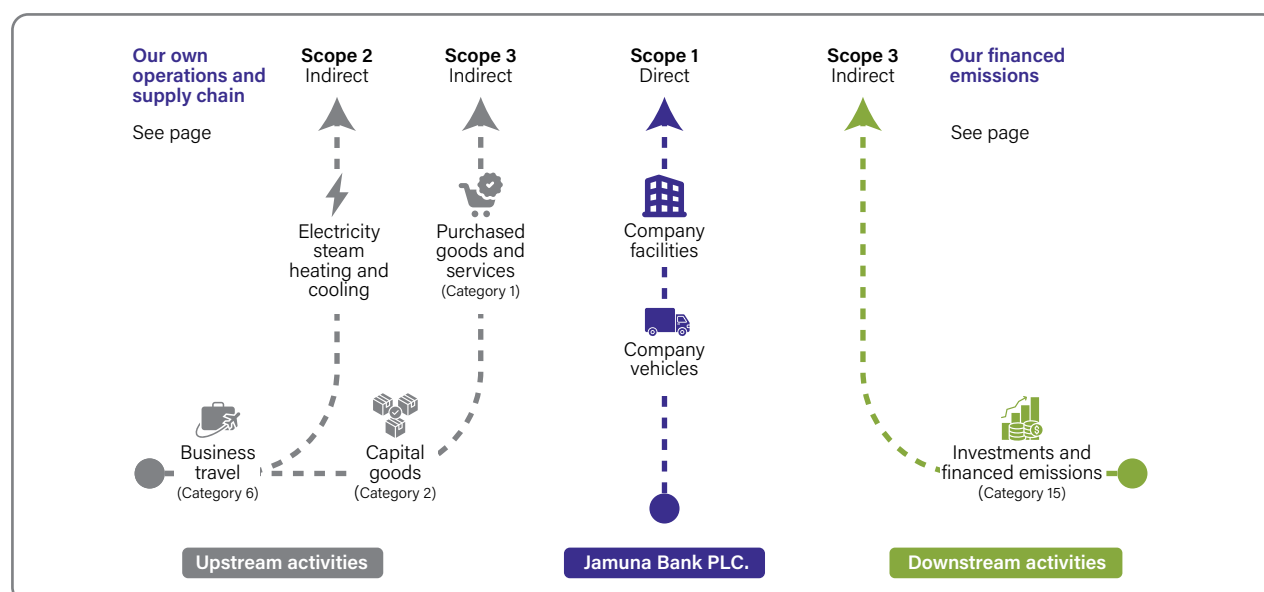 Our own
operations and
supply chain
See page
Scope 2
Indirect
Scope 3
Indirect
Scope 1
Direct
Scope 3
Indirect
Our financed
emissions
See page
Electricity
steam
heating and
cooling
Purchased
goods and
services
(Category 1)
Company
facilities
Company
vehicles
Business
travel
(Category 6)
Capital
goods
(Category 2)
Investments and
financed emissions
(Category 15)
Upstream activities
Jamuna Bank PLC.
Downstream activities